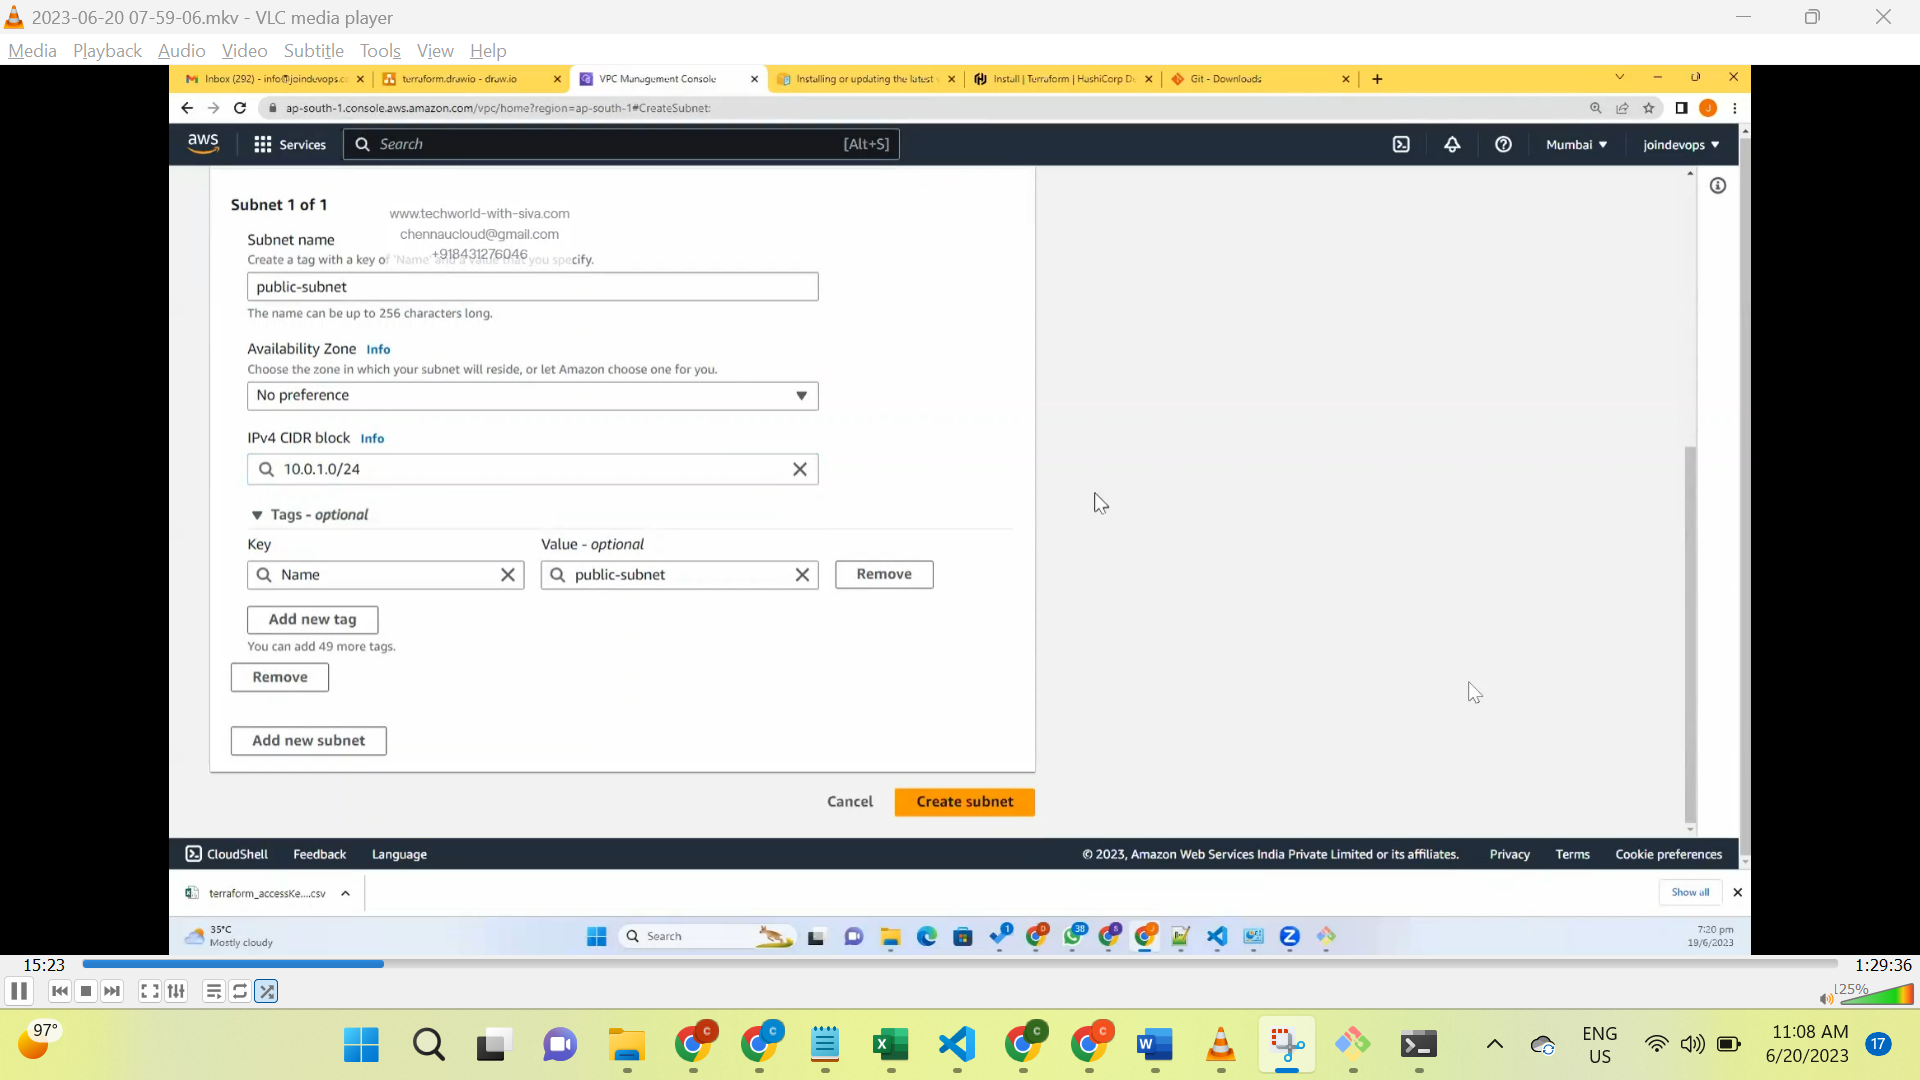 2023-06-20 07-59-06.mkv - VLC media player
Media Playback Audio Video Subtitle Tools View Help
Inbox (292) - info@joindevops.c
terraform.drawio - draw.io
VPC Management Console
Installing or updating the latest
Install | Terraform | HashiCorp De
Git - Downloads
ap-south-1.console.aws.amazon.com/vpc/home?region=ap-south-1#CreateSubnet:
J
aws
Services
Search
[Alt+S]
Mumbai
joindevops
Subnet 1 of 1
www.techworld-with-siva.com
chennaucloud@gmail.com
+918431276046
Subnet name
Create a tag with a key of 'Name' and a value that you specify.
public-subnet
The name can be up to 256 characters long.
Availability Zone Info
Choose the zone in which your subnet will reside, or let Amazon choose one for you.
No preference
IPv4 CIDR block Info
10.0.1.0/24
Tags - optional
Key
Value - optional
Name
public-subnet
Remove
Add new tag
You can add 49 more tags.
Remove
Add new subnet
Cancel
Create subnet
CloudShell
Feedback
Language
© 2023, Amazon Web Services India Private Limited or its affiliates.
Privacy
Terms
Cookie preferences
terraform_accessKe....csv
Show all
35°C
Mostly cloudy
Search
1
D
38
S
J
7:20 pm
19/6/2023
15:23
1:29:36
125%
97°
C
C
C
C
ENG
US
11:08 AM
6/20/2023
17